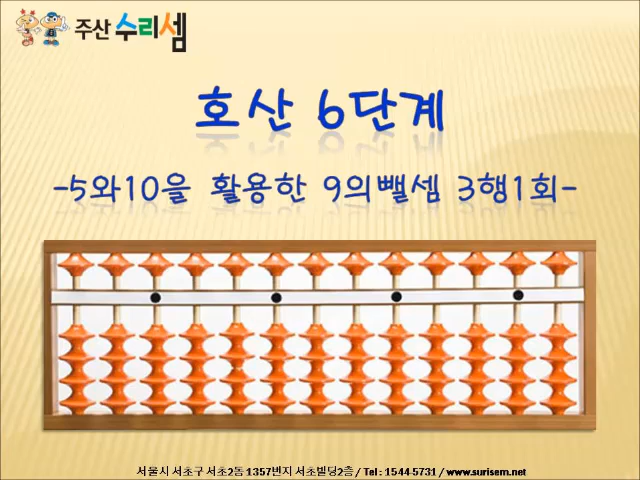 주산 수리셈
호산 6단계
-5와10을 활용한 9의뺄셈 3행1회-
서울시 서초구 서초2동 1357번지 서초빌딩2층 / Tel : 1544-5731 / www.surisem.net